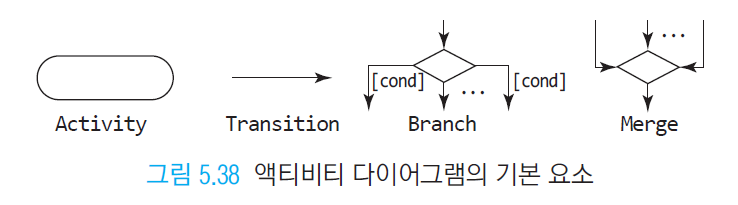 ...
[cond] ... [cond]
Activity Transition Branch Merge
그림 5.38 액티비티 다이어그램의 기본 요소